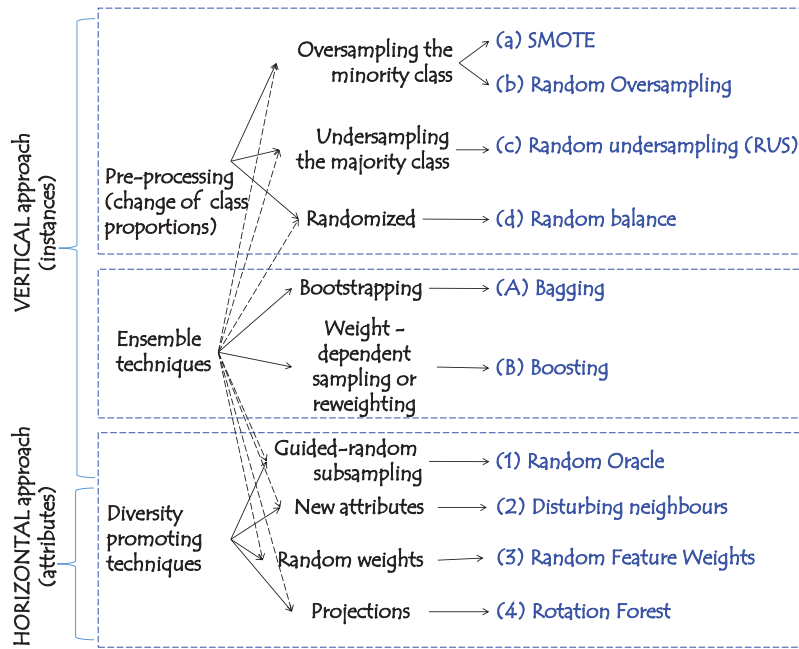 VERTICAL approach
(instances)
HORIZONTAL approach
(attributes)
Pre-processing
(change of class
proportions)
Oversampling the
minority class
(a) SMOTE
(b) Random Oversampling
Undersampling
the majority class
(c) Random undersampling (RUS)
Randomized
(d) Random balance
Ensemble
techniques
Bootstrapping
(A) Bagging
Weight -
dependent
sampling or
reweighting
(B) Boosting
Diversity
promoting
techniques
Guided-random
subsampling
(1) Random Oracle
New attributes
(2) Disturbing neighbours
Random weights
(3) Random Feature Weights
Projections
(4) Rotation Forest